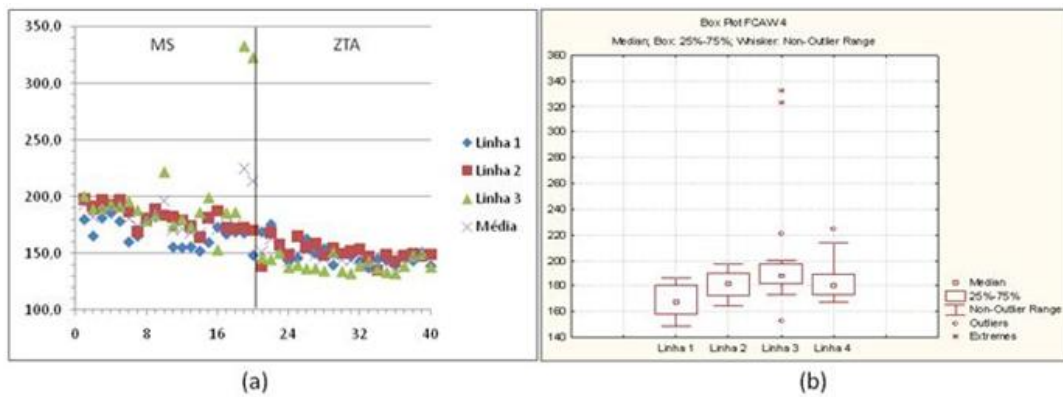 350,0
300,0
250,0
200,0
150,0
100,0
MS
ZTA
0
8
16
24
32
40
Linha 1
Linha 2
Linha 3
Média
(a)
Box Plot FCAW4
Median; Box: 25%-75%; Whisker: Non-Outlier Range
360
340
320
300
280
260
240
220
200
180
160
140
Linha 1
Linha 2
Linha 3
Linha 4
Median
25%-75%
Non-Outlier Range
Outliers
Extremes
(b)